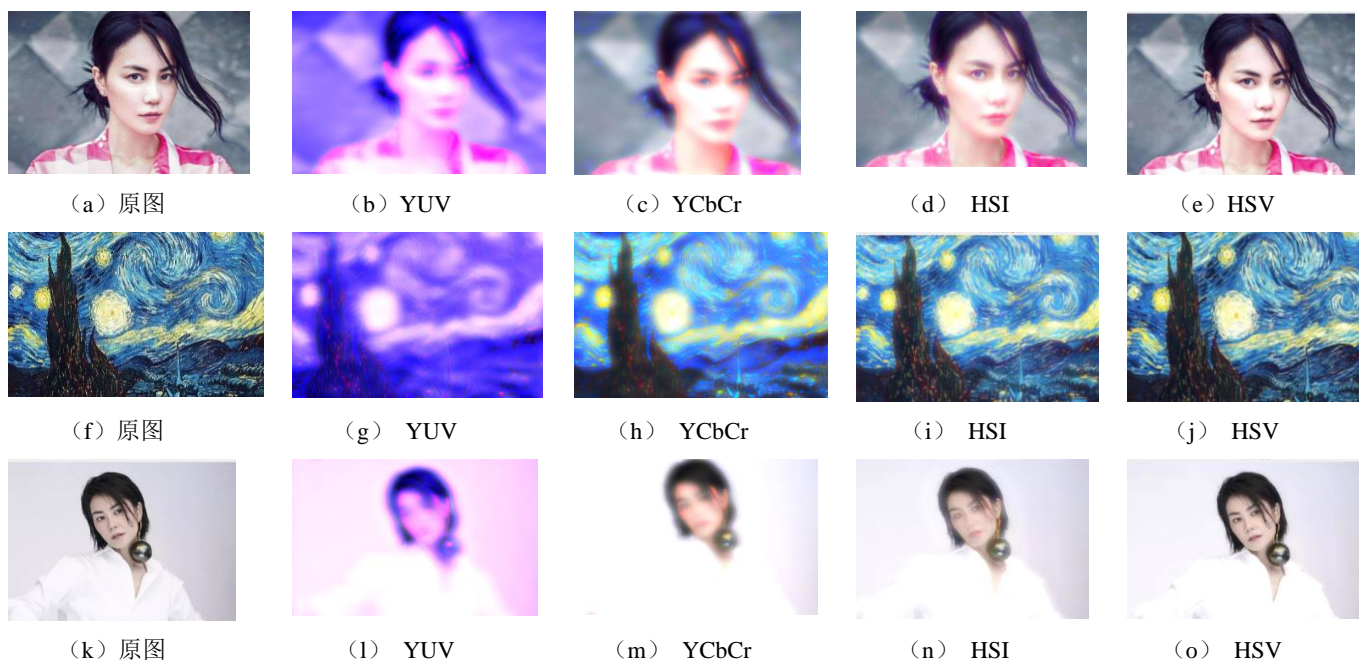 （a）原图 （b）YUV （c）YCbCr （d） HSI （e）HSV
（f）原图 （g） YUV （h） YCbCr （i） HSI （j） HSV
（k）原图 （l） YUV （m） YCbCr （n） HSI （o） HSV